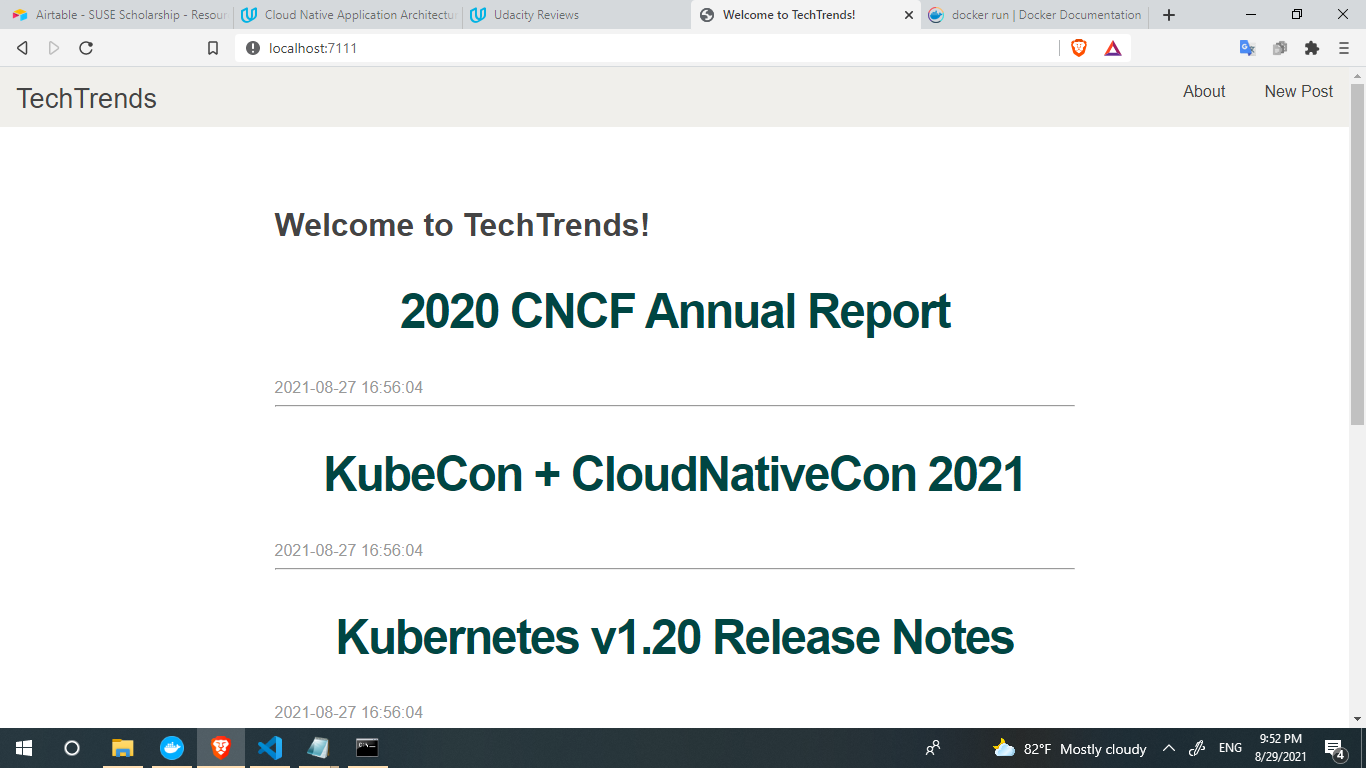 Airtable - SUSE Scholarship - Resour
Cloud Native Application Architectu
Udacity Reviews
Welcome to TechTrends!
docker run | Docker Documentation
localhost:7111
TechTrends
About
New Post
Welcome to TechTrends!
2020 CNCF Annual Report
2021-08-27 16:56:04
KubeCon + CloudNativeCon 2021
2021-08-27 16:56:04
Kubernetes v1.20 Release Notes
2021-08-27 16:56:04
82°F Mostly cloudy
ENG
9:52 PM
8/29/2021
4